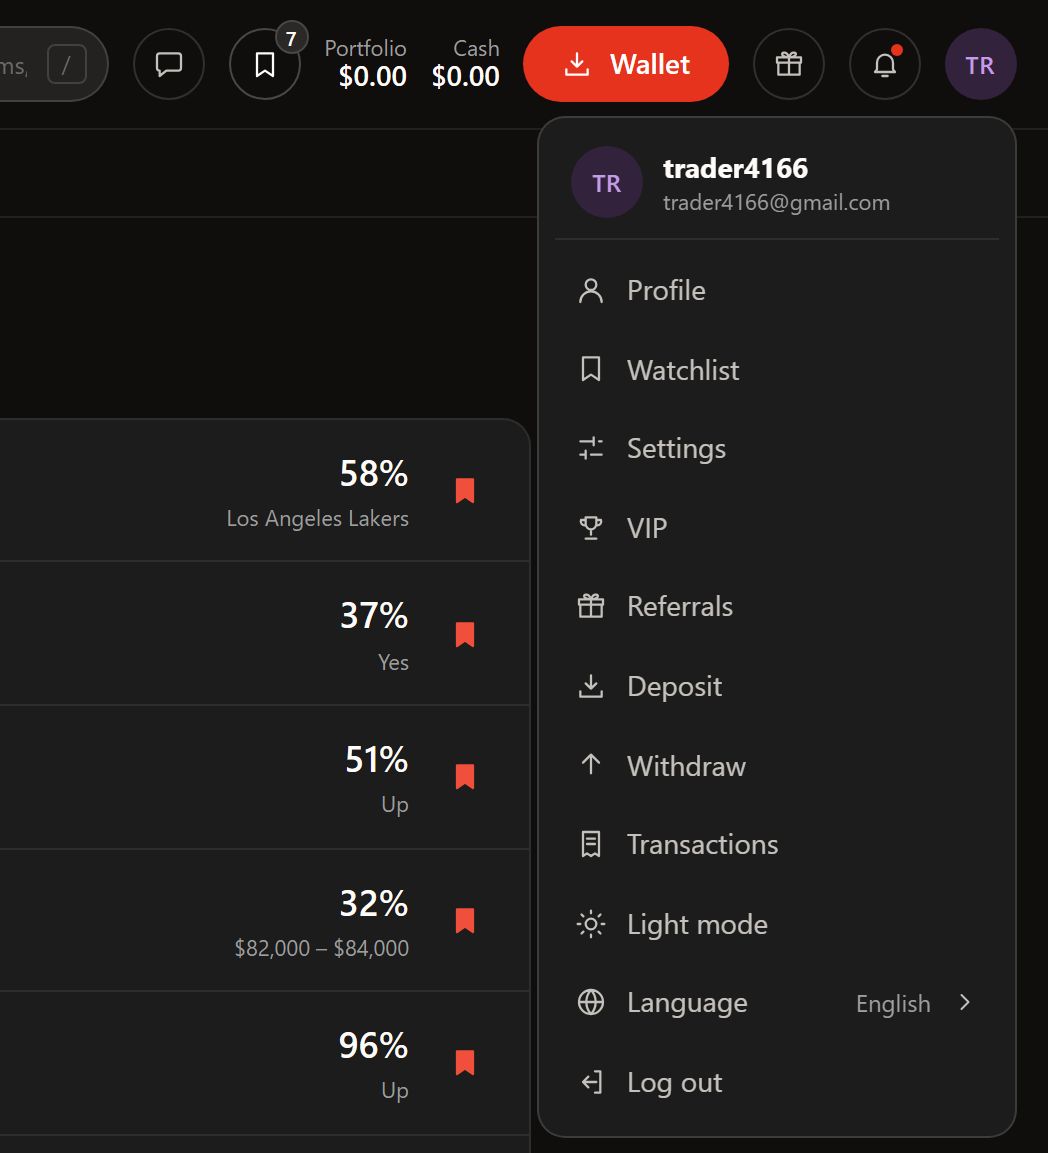 ms,
/
7
Portfolio
$0.00
Cash
$0.00
Wallet
TR
TR
trader4166
trader4166@gmail.com
Profile
Watchlist
Settings
VIP
Referrals
Deposit
Withdraw
Transactions
Light mode
Language English
Log out
58%
Los Angeles Lakers
37%
Yes
51%
Up
32%
$82,000 – $84,000
96%
Up